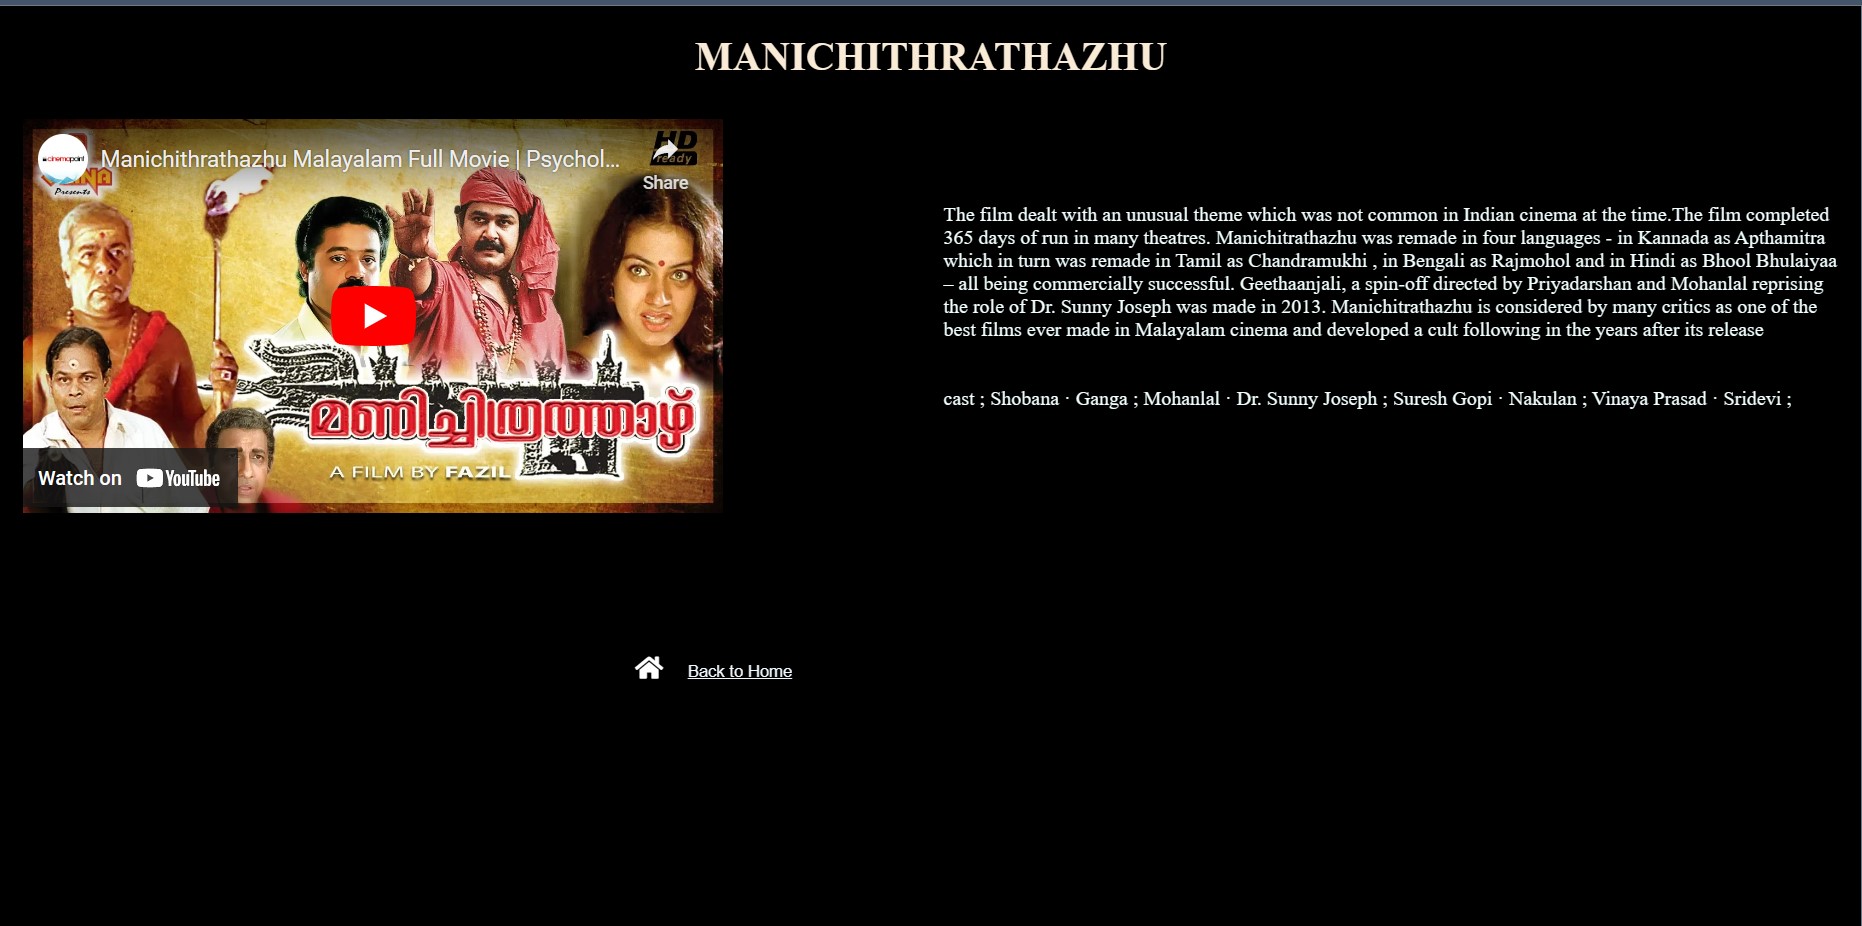 MANICHITHRATHAZHU
cinemapoint
Manichithrathazhu Malayalam Full Movie | Psychol...
HD
ready
Share
Presents
മണിച്ചിത്രത്താഴ്
A FILM BY FAZIL
Watch on YouTube
The film dealt with an unusual theme which was not common in Indian cinema at the time.The film completed
365 days of run in many theatres. Manichitrathazhu was remade in four languages - in Kannada as Apthamitra
which in turn was remade in Tamil as Chandramukhi , in Bengali as Rajmohol and in Hindi as Bhool Bhulaiyaa
– all being commercially successful. Geethaanjali, a spin-off directed by Priyadarshan and Mohanlal reprising
the role of Dr. Sunny Joseph was made in 2013. Manichitrathazhu is considered by many critics as one of the
best films ever made in Malayalam cinema and developed a cult following in the years after its release
cast ; Shobana · Ganga ; Mohanlal · Dr. Sunny Joseph ; Suresh Gopi · Nakulan ; Vinaya Prasad · Sridevi ;
Back to Home